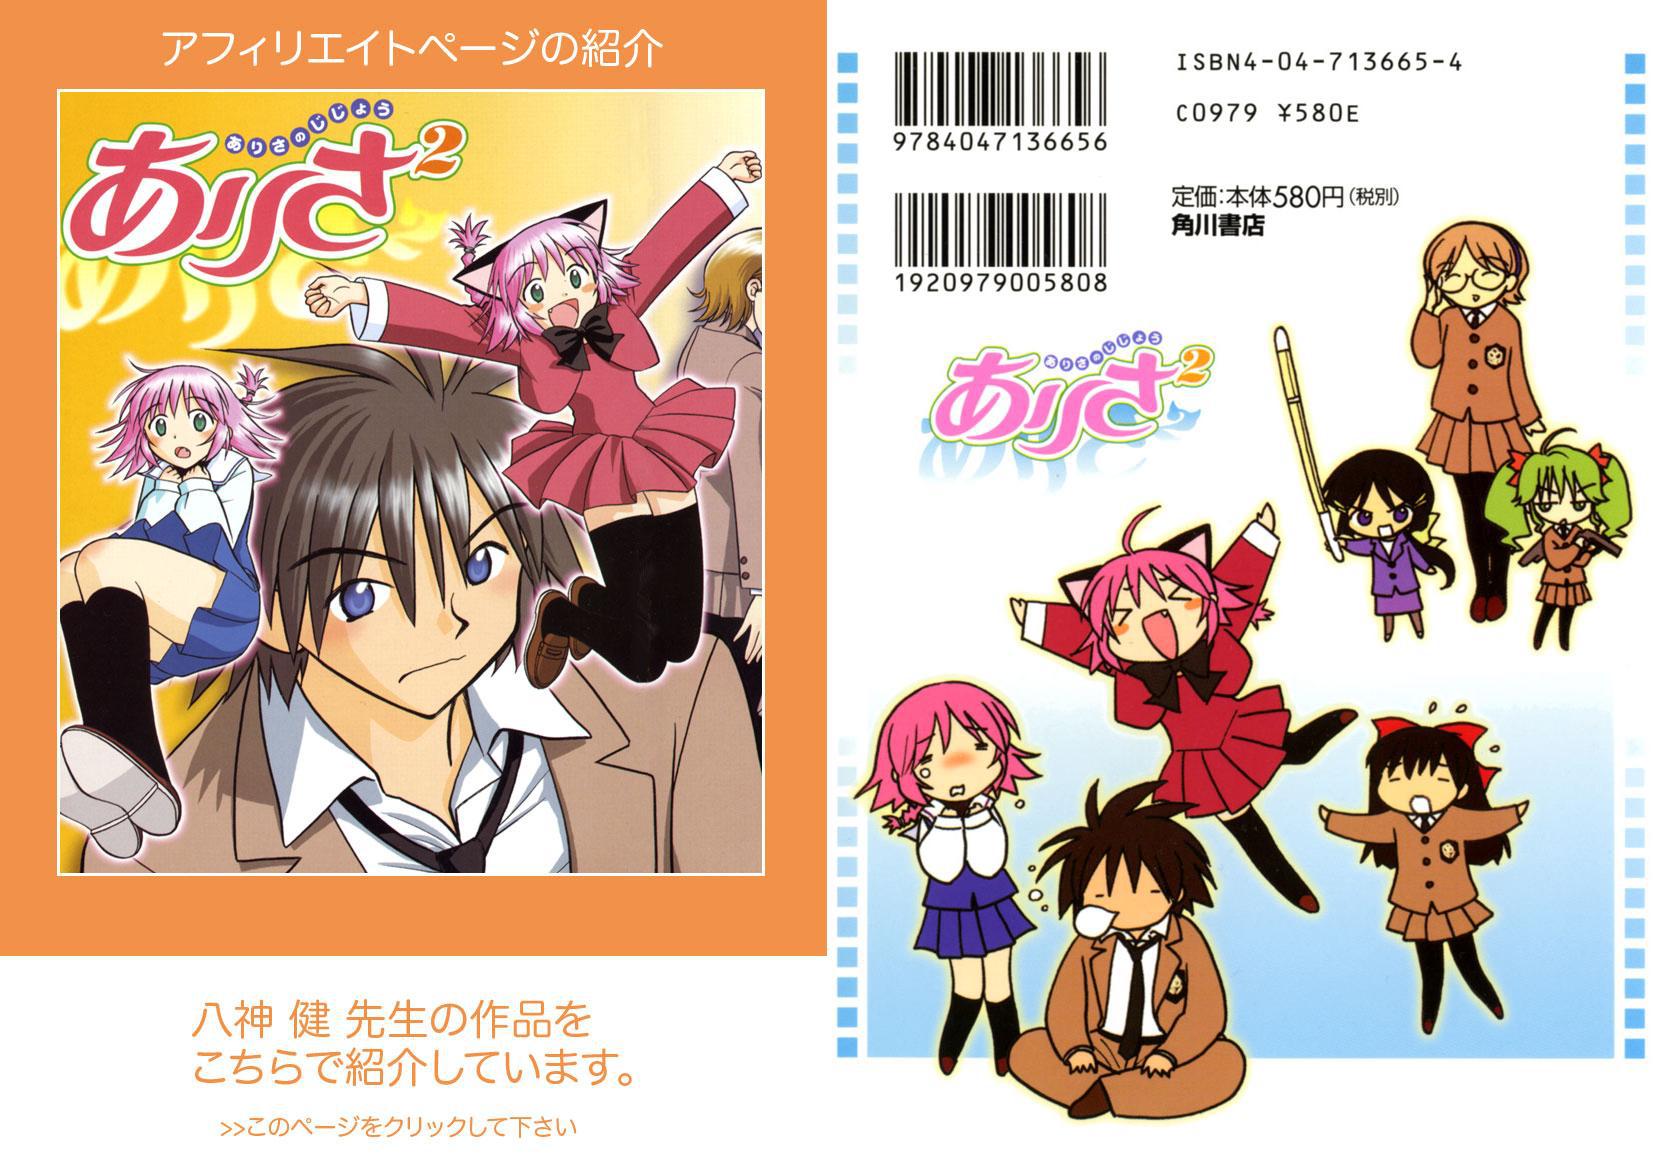 アフィリエイトページの紹介
ありさのじじょう
ありさ2
八神 健 先生の作品を
こちらで紹介しています。
>>このページをクリックして下さい
ISBN4-04-713665-4
C0979 ¥580E
9784047136656
1920979005808
定価:本体580円(税別)
角川書店
ありさのじじょう
ありさ2